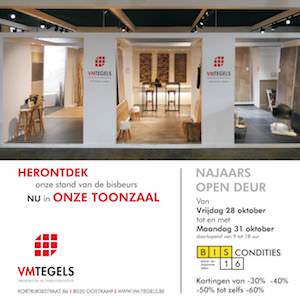 VMTEGELS
VMTEGELS
HERONTDEK
onze stand van de bisbeurs
NU in ONZE TOONZAAL
VMTEGELS
KORTRIJKSESTRAAT 86 | 8020 OOSTKAMP | WWW.VM-TEGELS.BE
NAJAARS
OPEN DEUR
Van
Vrijdag 28 oktober
tot en met
Maandag 31 oktober
doorlopend van 9 tot 18 uur
BIS CONDITIES
16
Kortingen van -30% -40%
-50% tot zelfs -60%